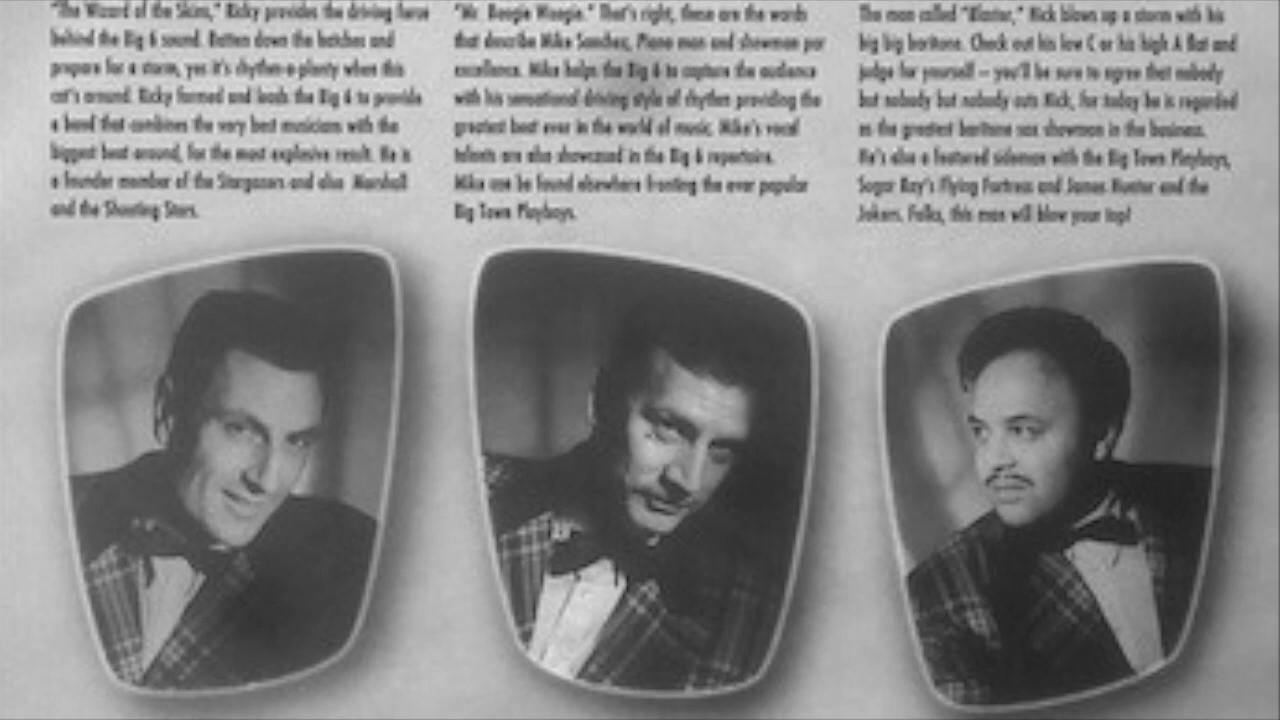 "The Wizard of the Skins," Ricky provides the driving force
behind the Big 6 sound. Batten down the hatches and
prepare for a storm, yes it's rhythm-o-plenty when this
cat's around. Ricky formed and leads the Big 6 to provide
a band that combines the very best musicians with the
biggest beat around, for the most explosive result. He is
a founder member of the Stargazers and also Marshall
and the Shooting Stars.
"Mr. Boogie Woogie." That's right, these are the words
that describe Mike Sanchez, Piano man and showman par
excellence. Mike helps the Big 6 to capture the audience
with his sensational driving style of rhythm providing the
greatest beat ever in the world of music. Mike's vocal
talents are also showcased in the Big 6 repertoire.
Mike can be found elsewhere fronting the ever popular
Big Town Playboys.
The man called "Blaster," Nick blows up a storm with his
big big baritone. Check out his low C or his high A flat and
judge for yourself – you'll be sure to agree that nobody
but nobody but nobody cuts Nick, for today he is regarded
as the greatest baritone sax showman in the business.
He's also a featured sideman with the Big Town Playboys,
Sugar Ray's Flying Fortress and James Hunter and the
Jokers. Folks, this man will blow your top!